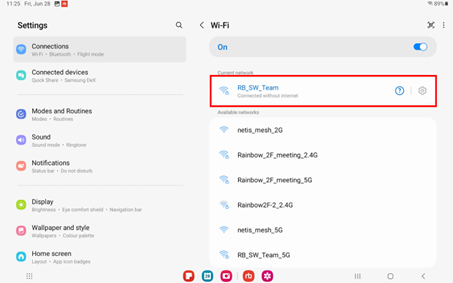 11:25 Fri, Jun 28
89%
Settings
Connections
Wi-Fi • Bluetooth • Flight mode
Connected devices
Quick Share • Samsung DeX
Modes and Routines
Modes • Routines
Sound
Sound mode • Ringtone
Notifications
Status bar • Do not disturb
Display
Brightness • Eye comfort shield • Navigation bar
Wallpaper and style
Wallpapers • Colour palette
Home screen
Layout • App icon badges
Wi-Fi
On
Current network
RB_SW_Team
Connected without internet
Available networks
netis_mesh_2G
Rainbow_2F_meeting_2.4G
Rainbow_2F_meeting_5G
Rainbow2F-2_2.4G
netis_mesh_5G
RB_SW_Team_5G
28
rb